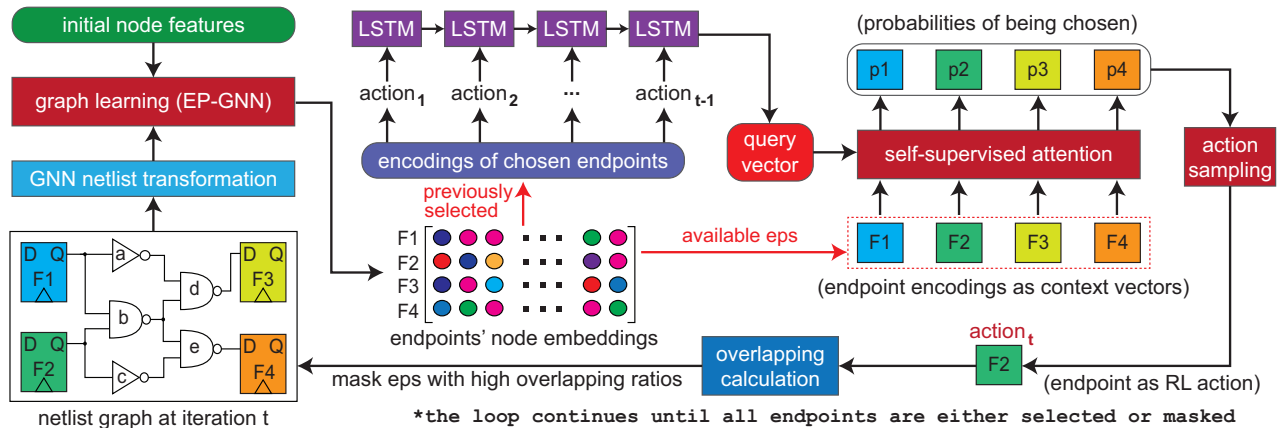 initial node features
graph learning (EP-GNN)
GNN netlist transformation
D Q
F1
D Q
F2
a
b
c
d
e
D Q
F3
D Q
F4
netlist graph at iteration t
LSTM
LSTM
LSTM
LSTM
action1
action2
...
actiont-1
encodings of chosen endpoints
previously
selected
F1
F2
F3
F4
endpoints' node embeddings
available eps
query
vector
(probabilities of being chosen)
p1
p2
p3
p4
self-supervised attention
F1
F2
F3
F4
(endpoint encodings as context vectors)
action
sampling
actiont
F2
(endpoint as RL action)
overlapping
calculation
mask eps with high overlapping ratios
*the loop continues until all endpoints are either selected or masked